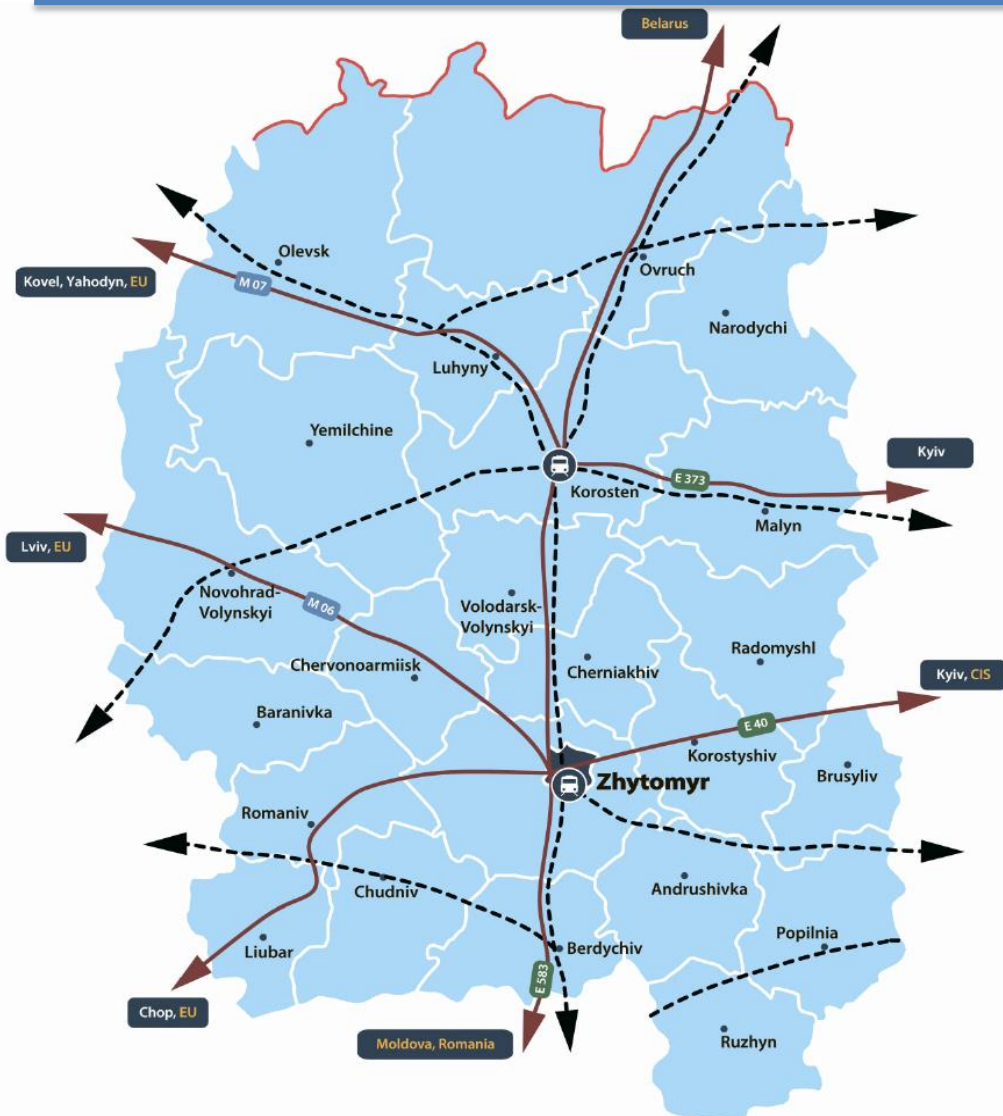 Belarus
Olevsk
Ovruch
Kovel, Yahodyn, EU
M 07
Narodychi
Luhyny
Yemilchine
Kyiv
E 373
Korosten
Malyn
Lviv, EU
Novohrad-
Volynskyi
M 06
Volodarsk-
Volynskyi
Radomyshl
Chervonoarmiisk
Cherniakhiv
Kyiv, CIS
Baranivka
E 40
Korostyshiv
Brusyliv
Zhytomyr
Romaniv
Chudniv
Andrushivka
Liubar
Berdychiv
Popilnia
E 583
Chop, EU
Moldova, Romania
Ruzhyn